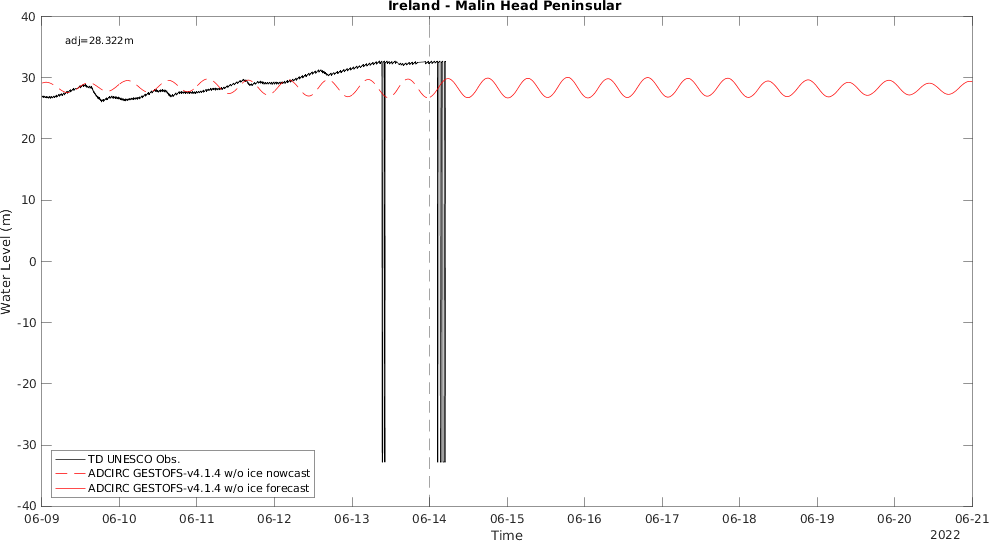 Ireland - Malin Head Peninsular
adj=28.322m
40
30
20
10
0
-10
-20
-30
-40
Water Level (m)
TD UNESCO Obs.
ADCIRC GESTOFS-v4.1.4 w/o ice nowcast
ADCIRC GESTOFS-v4.1.4 w/o ice forecast
06-09 06-10 06-11 06-12 06-13 06-14 06-15 06-16 06-17 06-18 06-19 06-20 06-21
Time
2022